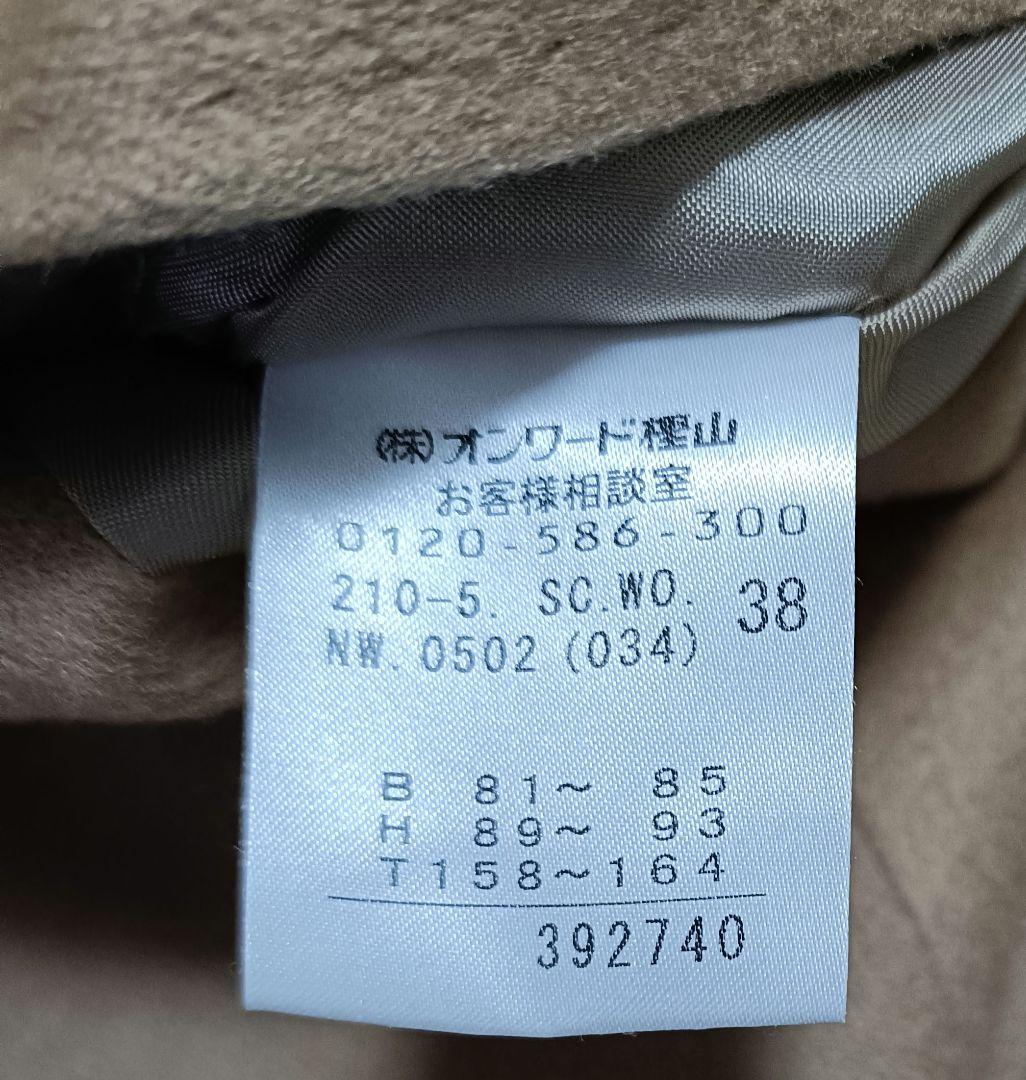 (株)オンワード樫山
お客様相談室
0120-586-300
210-5. SC.WO. 38
NW. 0502 (034)
B 81~ 85
H 89~ 93
T158~164
392740